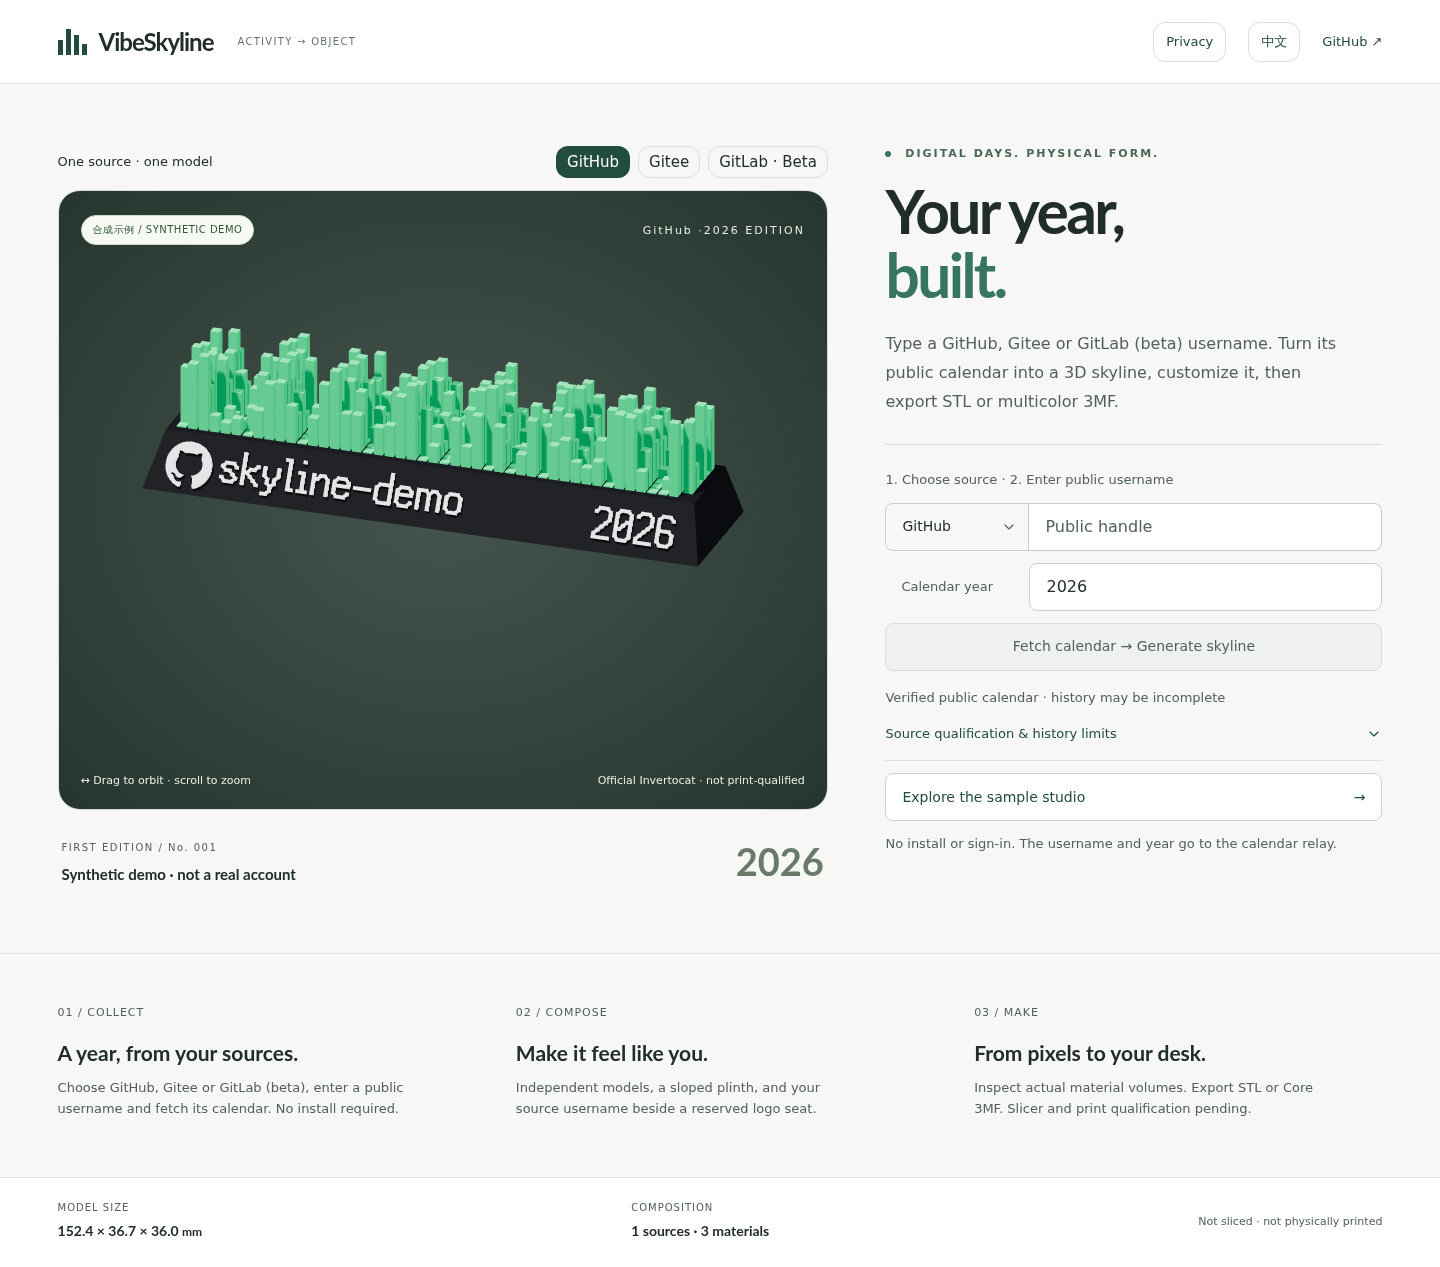 VibeSkyline
ACTIVITY → OBJECT
Privacy
中文
GitHub ↗
One source · one model
GitHub
Gitee
GitLab · Beta
合成示例 / SYNTHETIC DEMO
GitHub ·2026 EDITION
skyline-demo
2026
↔ Drag to orbit · scroll to zoom
Official Invertocat · not print-qualified
FIRST EDITION / No. 001
Synthetic demo · not a real account
2026
DIGITAL DAYS. PHYSICAL FORM.
Your year,
built.
Type a GitHub, Gitee or GitLab (beta) username. Turn its
public calendar into a 3D skyline, customize it, then
export STL or multicolor 3MF.
1. Choose source · 2. Enter public username
GitHub
Public handle
Calendar year
2026
Fetch calendar → Generate skyline
Verified public calendar · history may be incomplete
Source qualification & history limits
Explore the sample studio →
No install or sign-in. The username and year go to the calendar relay.
01 / COLLECT
A year, from your sources.
Choose GitHub, Gitee or GitLab (beta), enter a public
username and fetch its calendar. No install required.
02 / COMPOSE
Make it feel like you.
Independent models, a sloped plinth, and your
source username beside a reserved logo seat.
03 / MAKE
From pixels to your desk.
Inspect actual material volumes. Export STL or Core
3MF. Slicer and print qualification pending.
MODEL SIZE
152.4 × 36.7 × 36.0 mm
COMPOSITION
1 sources · 3 materials
Not sliced · not physically printed